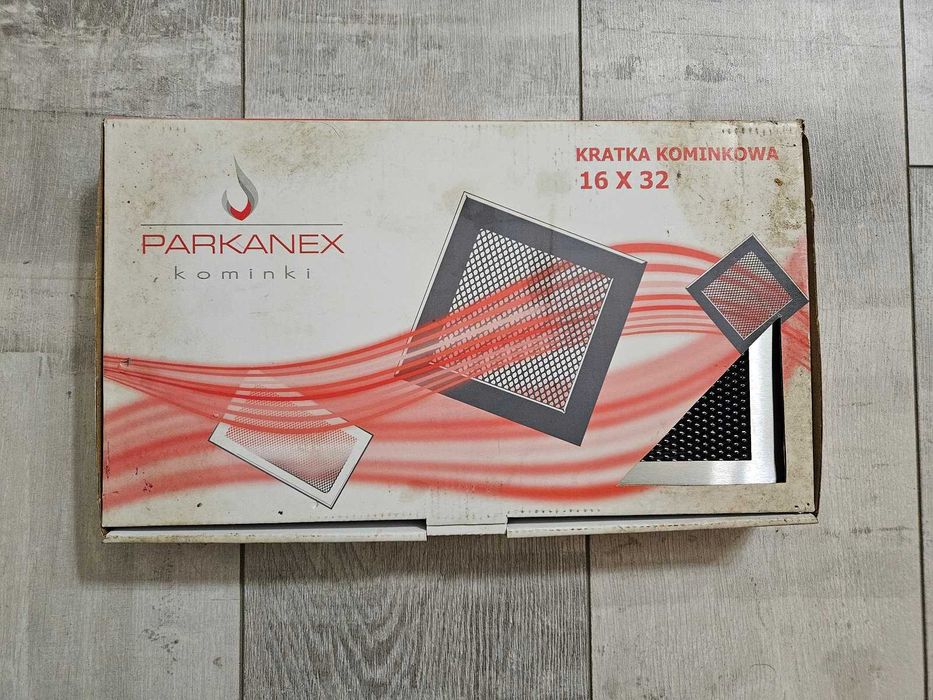 PARKANEX
kominki
KRATKA KOMINKOWA
16 X 32